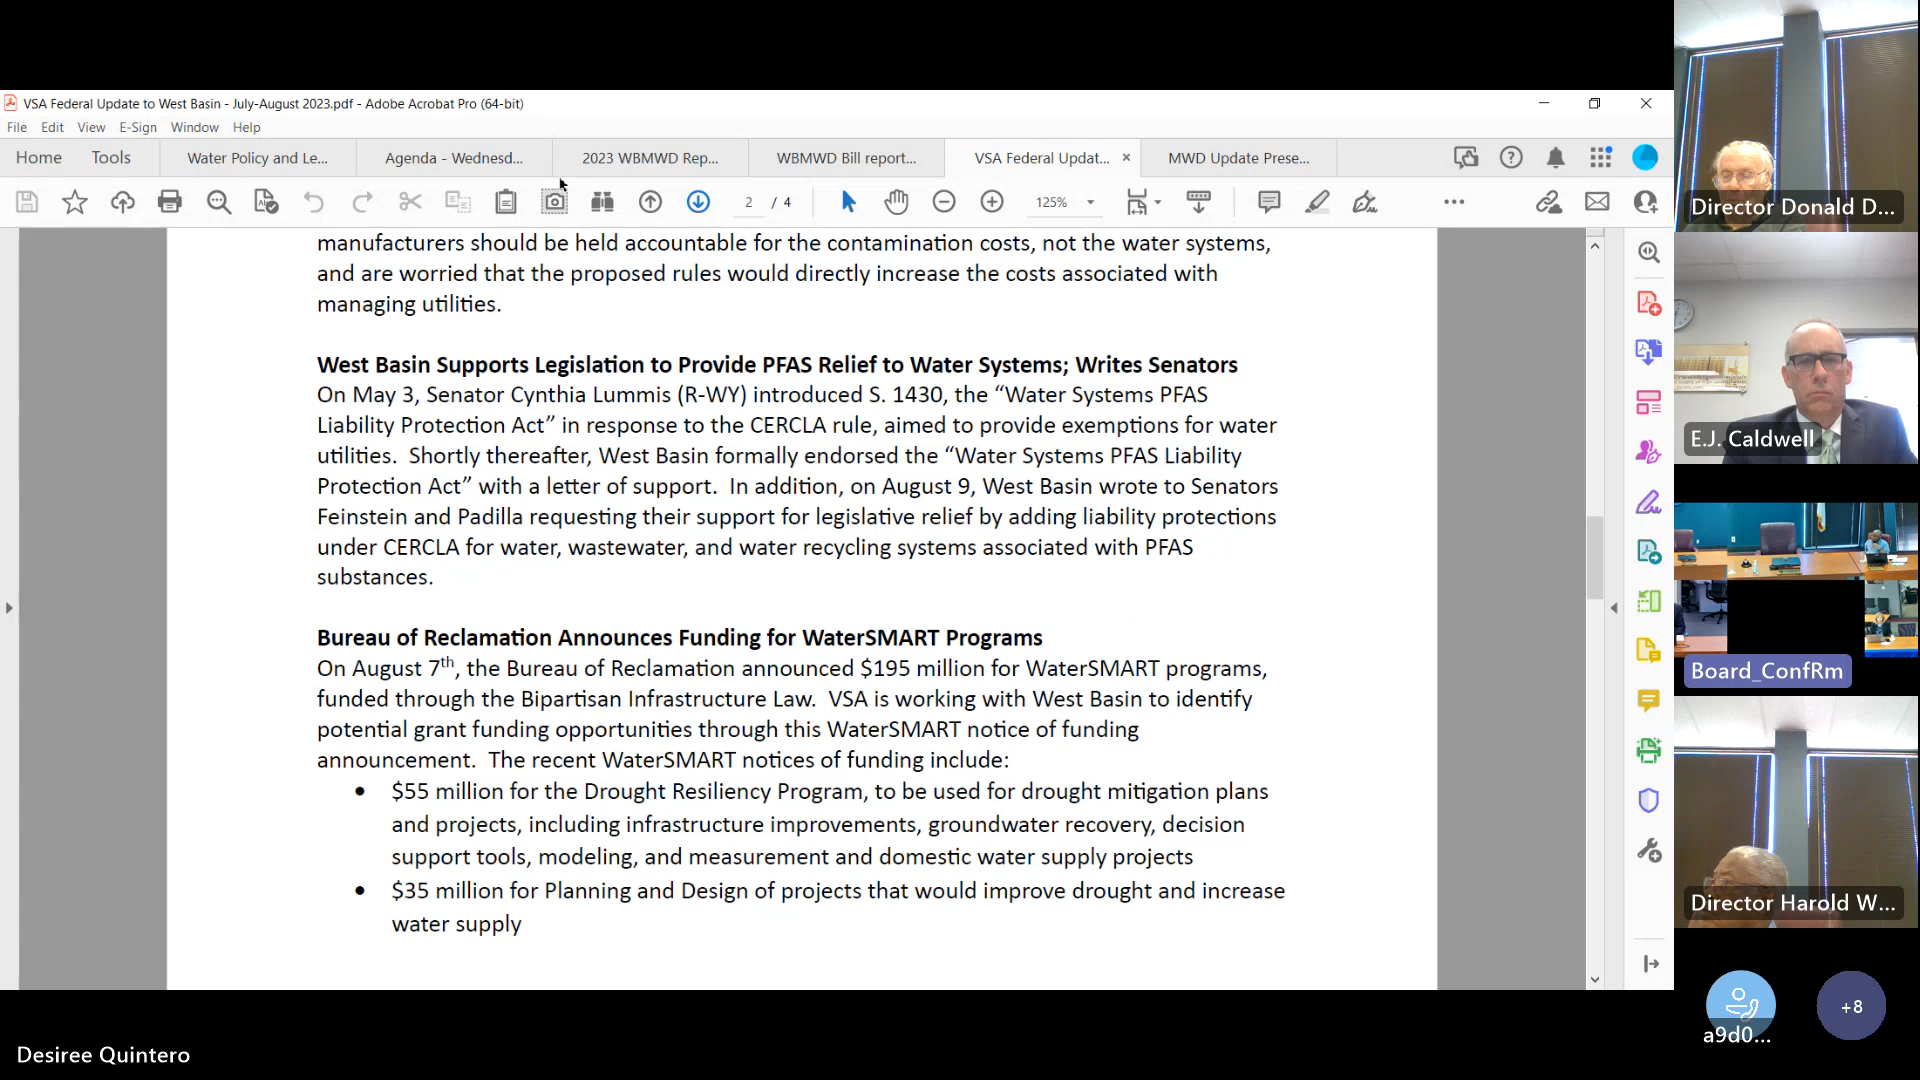 VSA Federal Update to West Basin - July-August 2023.pdf - Adobe Acrobat Pro (64-bit)
File Edit View E-Sign Window Help
Home Tools Water Policy and Le... Agenda - Wednesd... 2023 WBMWD Rep... WBMWD Bill report... VSA Federal Updat... × MWD Update Prese...
2 / 4 125%
manufacturers should be held accountable for the contamination costs, not the water systems,
and are worried that the proposed rules would directly increase the costs associated with
managing utilities.
West Basin Supports Legislation to Provide PFAS Relief to Water Systems; Writes Senators
On May 3, Senator Cynthia Lummis (R-WY) introduced S. 1430, the “Water Systems PFAS
Liability Protection Act” in response to the CERCLA rule, aimed to provide exemptions for water
utilities.  Shortly thereafter, West Basin formally endorsed the “Water Systems PFAS Liability
Protection Act” with a letter of support.  In addition, on August 9, West Basin wrote to Senators
Feinstein and Padilla requesting their support for legislative relief by adding liability protections
under CERCLA for water, wastewater, and water recycling systems associated with PFAS
substances.
Bureau of Reclamation Announces Funding for WaterSMART Programs
On August 7th, the Bureau of Reclamation announced $195 million for WaterSMART programs,
funded through the Bipartisan Infrastructure Law.  VSA is working with West Basin to identify
potential grant funding opportunities through this WaterSMART notice of funding
announcement.  The recent WaterSMART notices of funding include:
• $55 million for the Drought Resiliency Program, to be used for drought mitigation plans
and projects, including infrastructure improvements, groundwater recovery, decision
support tools, modeling, and measurement and domestic water supply projects
• $35 million for Planning and Design of projects that would improve drought and increase
water supply
Director Donald D...
E.J. Caldwell
Board_ConfRm
Director Harold W...
a9d0...
+8
Desiree Quintero